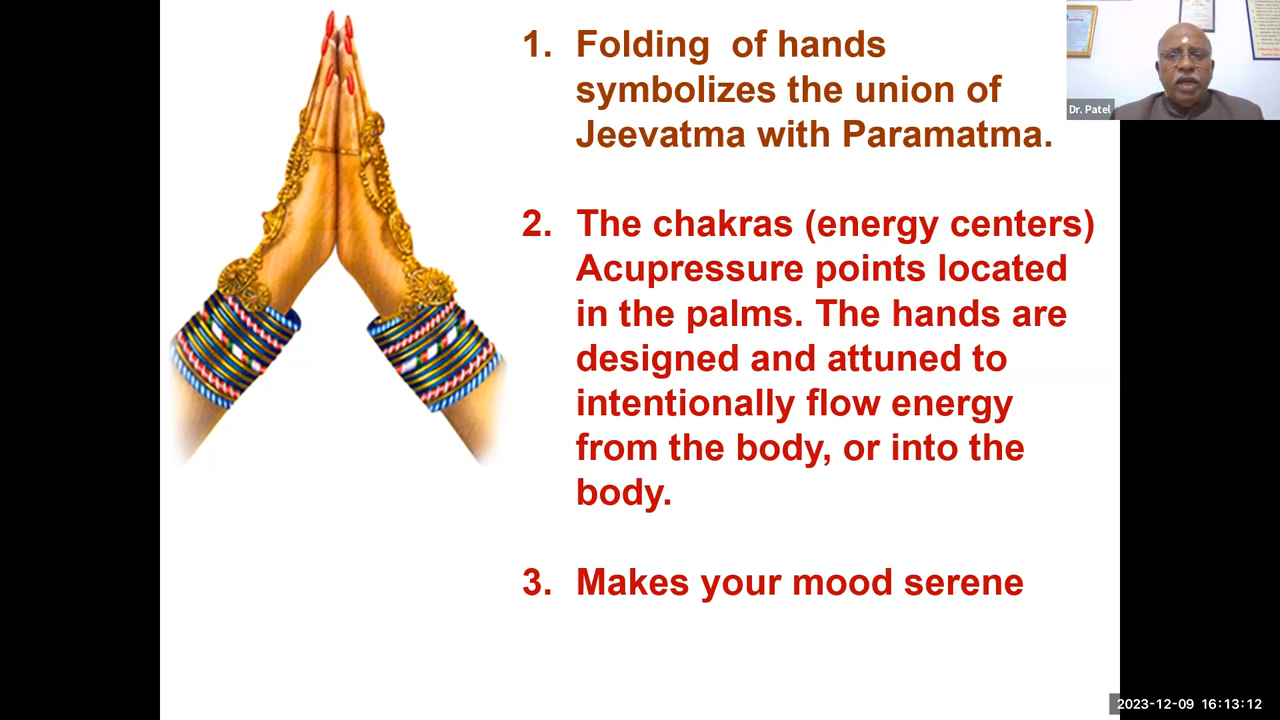 1. Folding of hands
symbolizes the union of
Jeevatma with Paramatma.
2. The chakras (energy centers)
Acupressure points located
in the palms. The hands are
designed and attuned to
intentionally flow energy
from the body, or into the
body.
3. Makes your mood serene
Dr. Patel
2023-12-09 16:13:12